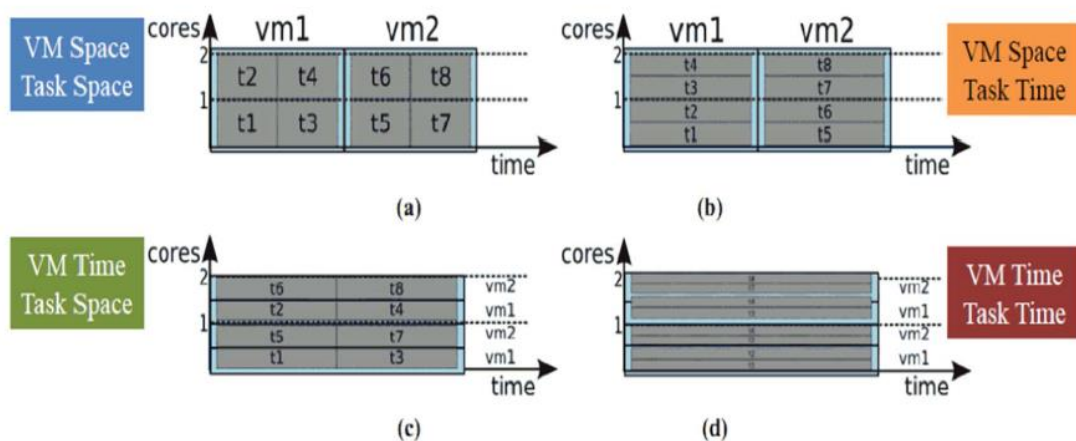 VM Space
Task Space
cores
vm1 vm2
2
t2 t4 t6 t8
1
t1 t3 t5 t7
time
(a)
cores
vm1 vm2
2
t4 t8
t3 t7
1
t2 t6
t1 t5
time
(b)
VM Space
Task Time
VM Time
Task Space
cores
2
t6 t8 vm2
t2 t4 vm1
1
t5 t7 vm2
t1 t3 vm1
time
(c)
cores
2
vm2
vm1
1
vm2
vm1
time
(d)
VM Time
Task Time